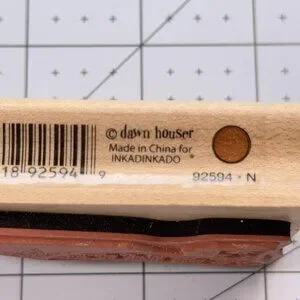 © dawn houser
Made in China for
INKADINKADO ®
18 92594 9
92594 · N